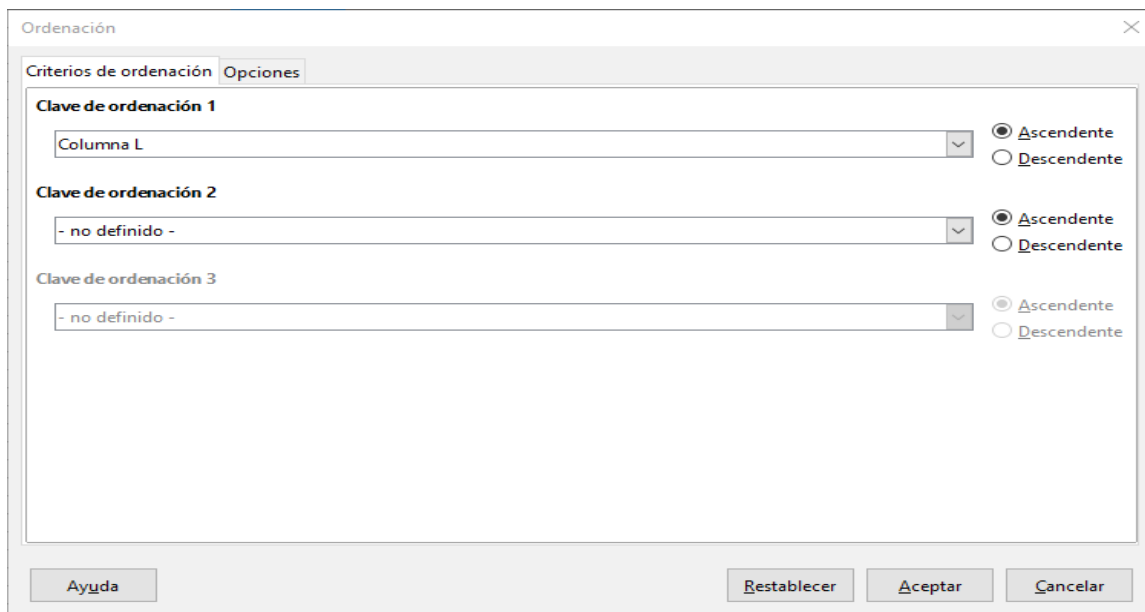 Ordenación
Criterios de ordenación Opciones
Clave de ordenación 1
Columna L
Ascendente
Descendente
Clave de ordenación 2
- no definido -
Ascendente
Descendente
Clave de ordenación 3
- no definido -
Ascendente
Descendente
Ayuda Restablecer Aceptar Cancelar